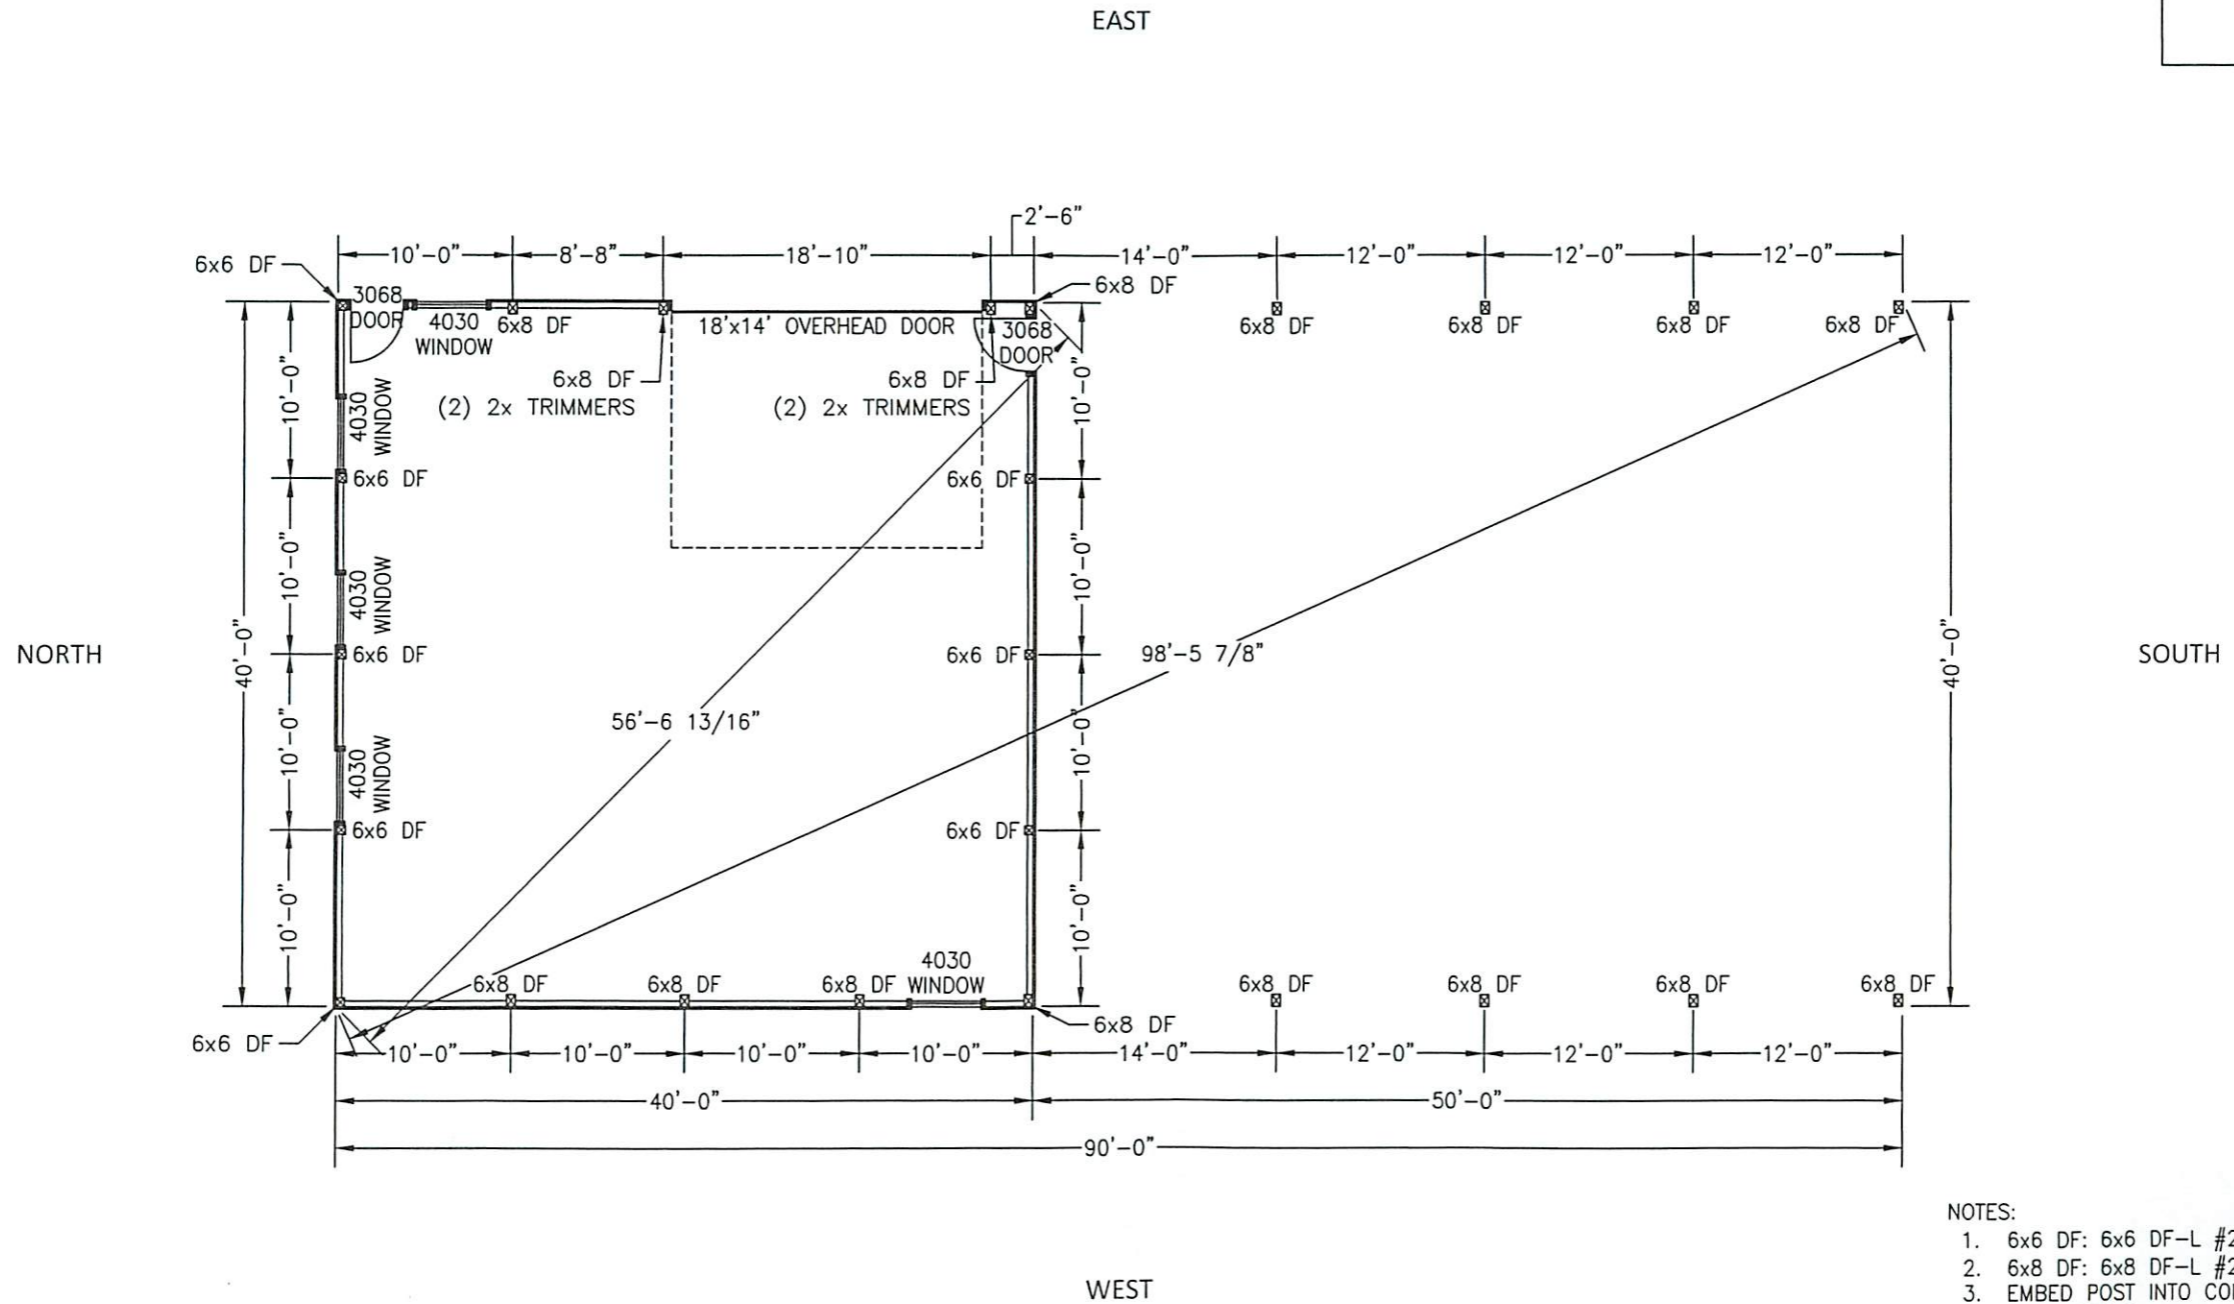 EAST
2'-6"
10'-0" 8'-8" 18'-10" 14'-0" 12'-0" 12'-0" 12'-0"
6x6 DF
6x8 DF
3068
DOOR
4030
WINDOW
6x8 DF
18'x14' OVERHEAD DOOR
3068
DOOR
6x8 DF 6x8 DF 6x8 DF 6x8 DF
6x8 DF
(2) 2x TRIMMERS
6x8 DF
(2) 2x TRIMMERS
10'-0"
4030
WINDOW
10'-0"
6x6 DF
6x6 DF
10'-0"
4030
WINDOW
10'-0"
NORTH
40'-0"
6x6 DF
6x6 DF
98'-5 7/8"
40'-0"
SOUTH
56'-6 13/16"
10'-0"
4030
WINDOW
10'-0"
6x6 DF
6x6 DF
10'-0"
10'-0"
4030
WINDOW
6x8 DF 6x8 DF 6x8 DF
6x8 DF 6x8 DF 6x8 DF 6x8 DF
6x6 DF
6x8 DF
10'-0" 10'-0" 10'-0" 10'-0" 14'-0" 12'-0" 12'-0" 12'-0"
40'-0" 50'-0"
90'-0"
NOTES:
1. 6x6 DF: 6x6 DF-L #2
2. 6x8 DF: 6x8 DF-L #2
3. EMBED POST INTO
WEST